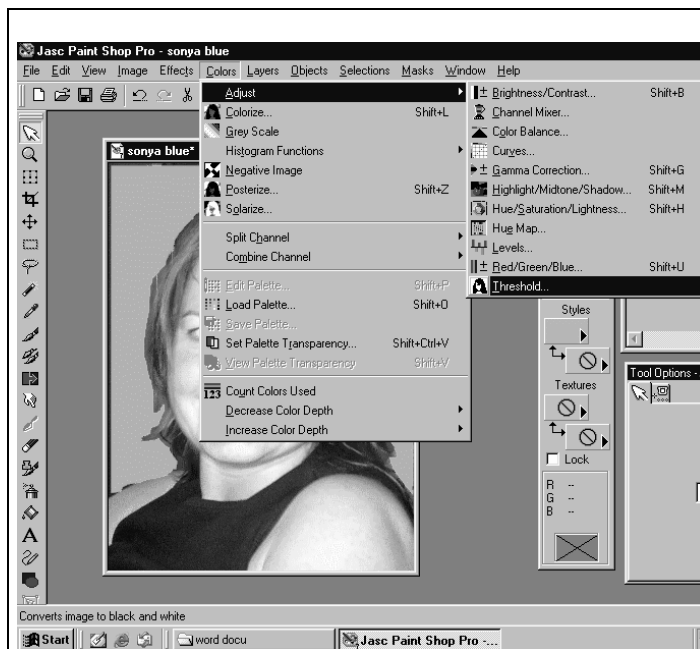 Jasc Paint Shop Pro - sonya blue
File Edit View Image Effects Colors Layers Objects Selections Masks Window Help
sonya blue*
Adjust
Colorize... Shift+L
Grey Scale
Histogram Functions
Negative Image
Posterize... Shift+Z
Solarize...
Split Channel
Combine Channel
Edit Palette... Shift+P
Load Palette... Shift+O
Save Palette...
Set Palette Transparency... Shift+Ctrl+V
View Palette Transparency Shift+V
Count Colors Used
Decrease Color Depth
Increase Color Depth
Brightness/Contrast... Shift+B
Channel Mixer...
Color Balance...
Curves...
Gamma Correction... Shift+G
Highlight/Midtone/Shadow... Shift+M
Hue/Saturation/Lightness... Shift+H
Hue Map...
Levels...
Red/Green/Blue... Shift+U
Threshold...
Styles
Textures
Lock
R --
G --
B --
Tool Options -
Converts image to black and white
Start word docu Jasc Paint Shop Pro -...